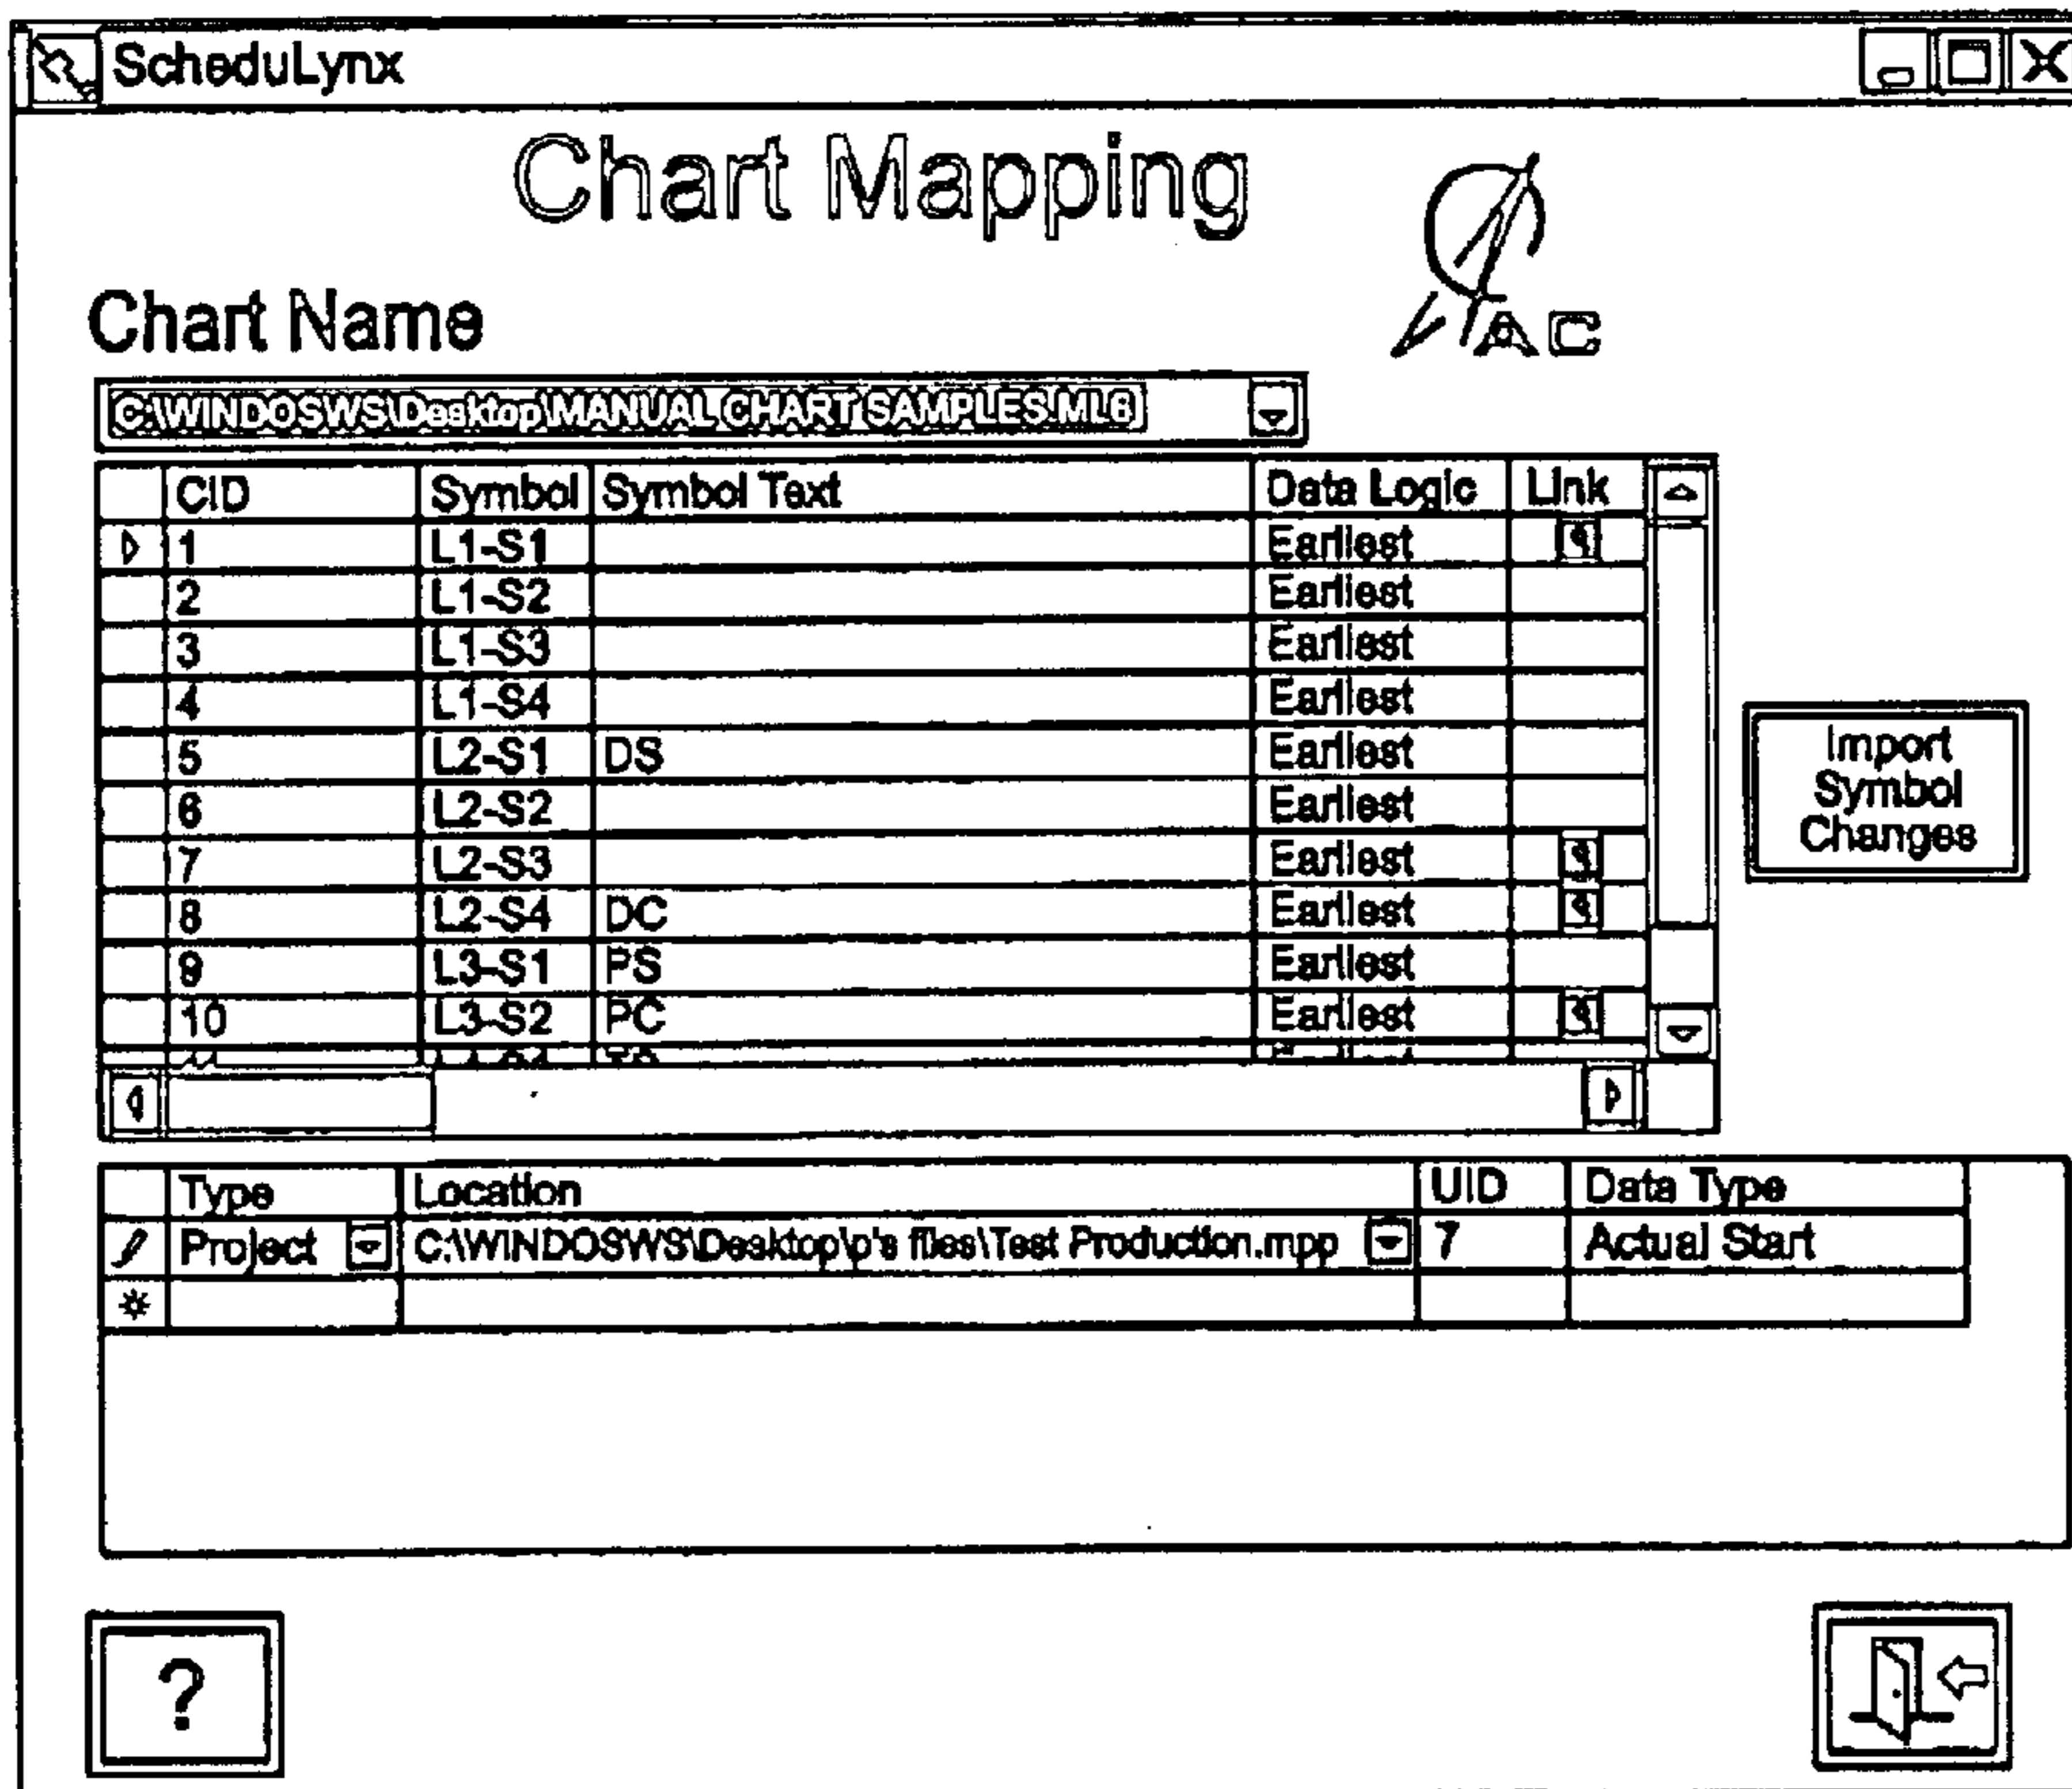 ScheduLynx
Chart Mapping
AC
Chart Name
C:\WINDOSWS\Desktop\MANUAL CHART SAMPLES.ML6
CID Symbol Symbol Text Data Logic Link
1 L1-S1 Earliest
2 L1-S2 Earliest
3 L1-S3 Earliest
4 L1-S4 Earliest
5 L2-S1 DS Earliest
6 L2-S2 Earliest
7 L2-S3 Earliest
8 L2-S4 DC Earliest
9 L3-S1 PS Earliest
10 L3-S2 PC Earliest
Import
Symbol
Changes
Type Location UID Data Type
Project C:\WINDOSWS\Desktop\p's files\Test Production.mpp 7 Actual Start
?